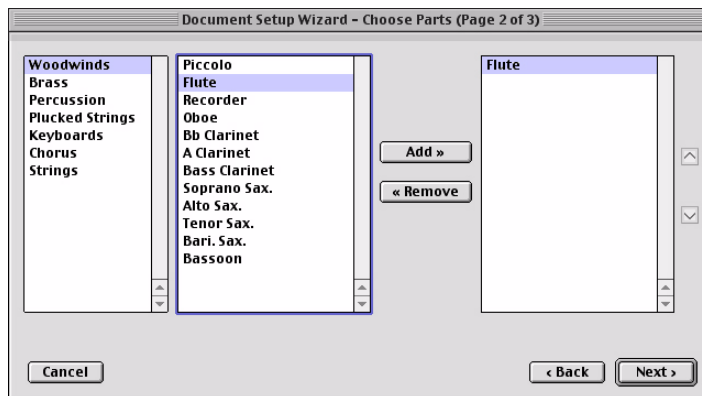 Document Setup Wizard - Choose Parts (Page 2 of 3)
Woodwinds
Brass
Percussion
Plucked Strings
Keyboards
Chorus
Strings
Piccolo
Flute
Recorder
Oboe
Bb Clarinet
A Clarinet
Bass Clarinet
Soprano Sax.
Alto Sax.
Tenor Sax.
Bari. Sax.
Bassoon
Add »
« Remove
Flute
Cancel
‹ Back
Next ›